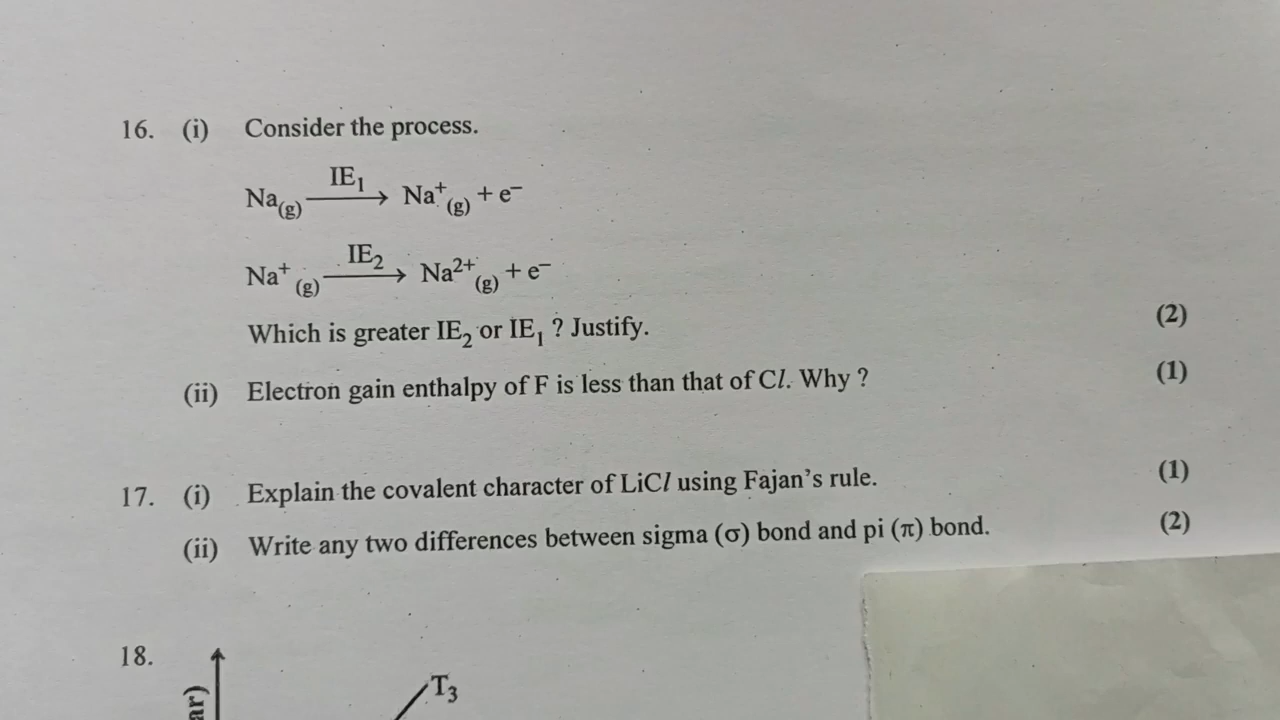 16. (i) Consider the process.
Na(g) —IE₁→ Na⁺(g) + e⁻
Na⁺(g) —IE₂→ Na²⁺(g) + e⁻
Which is greater IE₂ or IE₁ ? Justify. (2)
(ii) Electron gain enthalpy of F is less than that of Cl. Why ? (1)
17. (i) Explain the covalent character of LiCl using Fajan’s rule. (1)
(ii) Write any two differences between sigma (σ) bond and pi (π) bond. (2)
18.
T₃
ar)